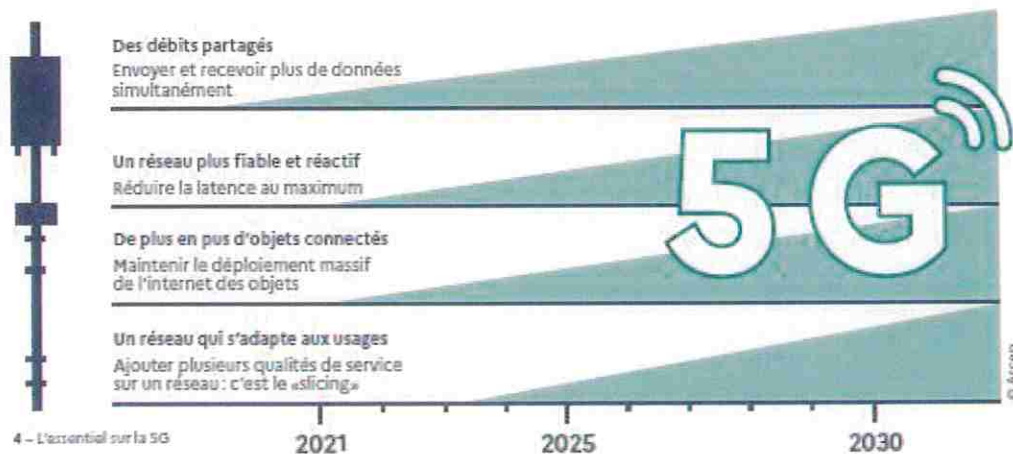 Des débits partagés
Envoyer et recevoir plus de données
simultanément
Un réseau plus fiable et réactif
Réduire la latence au maximum
5G
De plus en pus d'objets connectés
Maintenir le déploiement massif
de l'internet des objets
Un réseau qui s'adapte aux usages
Ajouter plusieurs qualités de service
sur un réseau : c'est le «slicing»
© Arcep
4 – L'essentiel sur la 5G
2021 2025 2030